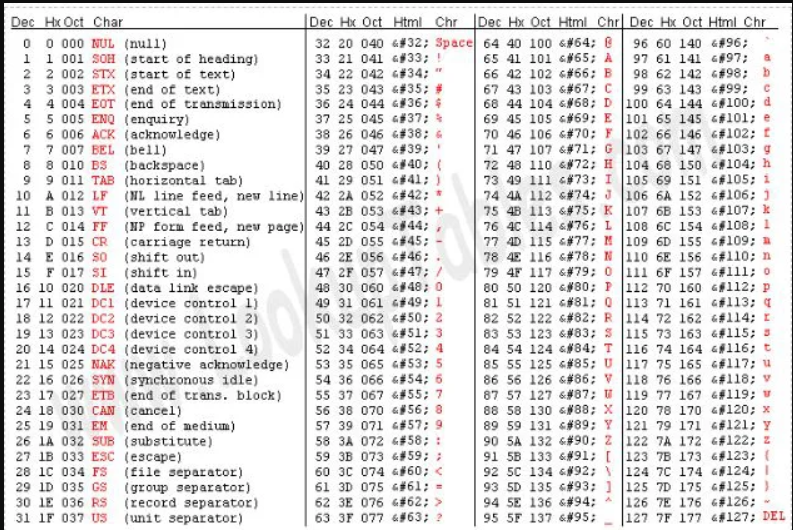 Dec Hx Oct Char Dec Hx Oct Html Chr Dec Hx Oct Html Chr Dec Hx Oct Html Chr
0 0 000 NUL (null) 32 20 040 &#32; Space 64 40 100 &#64; @ 96 60 140 &#96; `
1 1 001 SOH (start of heading) 33 21 041 &#33; ! 65 41 101 &#65; A 97 61 141 &#97; a
2 2 002 STX (start of text) 34 22 042 &#34; " 66 42 102 &#66; B 98 62 142 &#98; b
3 3 003 ETX (end of text) 35 23 043 &#35; # 67 43 103 &#67; C 99 63 143 &#99; c
4 4 004 EOT (end of transmission) 36 24 044 &#36; $ 68 44 104 &#68; D 100 64 144 &#100; d
5 5 005 ENQ (enquiry) 37 25 045 &#37; % 69 45 105 &#69; E 101 65 145 &#101; e
6 6 006 ACK (acknowledge) 38 26 046 &#38; & 70 46 106 &#70; F 102 66 146 &#102; f
7 7 007 BEL (bell) 39 27 047 &#39; ' 71 47 107 &#71; G 103 67 147 &#103; g
8 8 010 BS (backspace) 40 28 050 &#40; ( 72 48 110 &#72; H 104 68 150 &#104; h
9 9 011 TAB (horizontal tab) 41 29 051 &#41; ) 73 49 111 &#73; I 105 69 151 &#105; i
10 A 012 LF (NL line feed, new line) 42 2A 052 &#42; * 74 4A 112 &#74; J 106 6A 152 &#106; j
11 B 013 VT (vertical tab) 43 2B 053 &#43; + 75 4B 113 &#75; K 107 6B 153 &#107; k
12 C 014 FF (NP form feed, new page) 44 2C 054 &#44; , 76 4C 114 &#76; L 108 6C 154 &#108; l
13 D 015 CR (carriage return) 45 2D 055 &#45; - 77 4D 115 &#77; M 109 6D 155 &#109; m
14 E 016 SO (shift out) 46 2E 056 &#46; . 78 4E 116 &#78; N 110 6E 156 &#110; n
15 F 017 SI (shift in) 47 2F 057 &#47; / 79 4F 117 &#79; O 111 6F 157 &#111; o
16 10 020 DLE (data link escape) 48 30 060 &#48; 0 80 50 120 &#80; P 112 70 160 &#112; p
17 11 021 DC1 (device control 1) 49 31 061 &#49; 1 81 51 121 &#81; Q 113 71 161 &#113; q
18 12 022 DC2 (device control 2) 50 32 062 &#50; 2 82 52 122 &#82; R 114 72 162 &#114; r
19 13 023 DC3 (device control 3) 51 33 063 &#51; 3 83 53 123 &#83; S 115 73 163 &#115; s
20 14 024 DC4 (device control 4) 52 34 064 &#52; 4 84 54 124 &#84; T 116 74 164 &#116; t
21 15 025 NAK (negative acknowledge) 53 35 065 &#53; 5 85 55 125 &#85; U 117 75 165 &#117; u
22 16 026 SYN (synchronous idle) 54 36 066 &#54; 6 86 56 126 &#86; V 118 76 166 &#118; v
23 17 027 ETB (end of trans. block) 55 37 067 &#55; 7 87 57 127 &#87; W 119 77 167 &#119; w
24 18 030 CAN (cancel) 56 38 070 &#56; 8 88 58 130 &#88; X 120 78 170 &#120; x
25 19 031 EM (end of medium) 57 39 071 &#57; 9 89 59 131 &#89; Y 121 79 171 &#121; y
26 1A 032 SUB (substitute) 58 3A 072 &#58; : 90 5A 132 &#90; Z 122 7A 172 &#122; z
27 1B 033 ESC (escape) 59 3B 073 &#59; ; 91 5B 133 &#91; [ 123 7B 173 &#123; {
28 1C 034 FS (file separator) 60 3C 074 &#60; < 92 5C 134 &#92; \ 124 7C 174 &#124; |
29 1D 035 GS (group separator) 61 3D 075 &#61; = 93 5D 135 &#93; ] 125 7D 175 &#125; }
30 1E 036 RS (record separator) 62 3E 076 &#62; > 94 5E 136 &#94; ^ 126 7E 176 &#126; ~
31 1F 037 US (unit separator) 63 3F 077 &#63; ? 95 5F 137 &#95; _ 127 7F 177 &#127; DEL